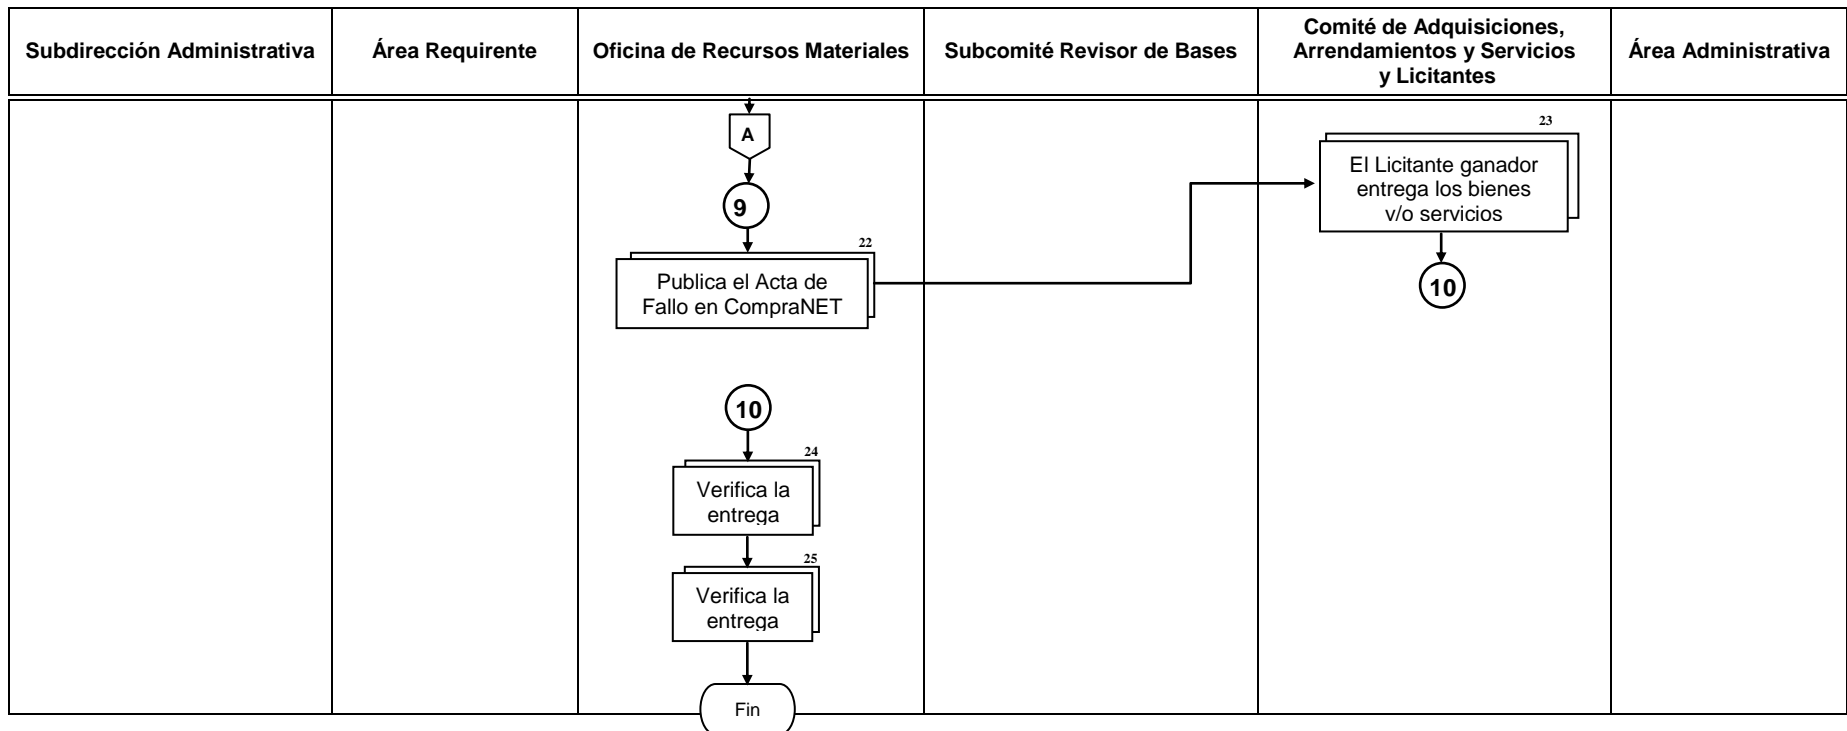 Subdirección Administrativa
Área Requirente
Oficina de Recursos Materiales
Subcomité Revisor de Bases
Comité de Adquisiciones,
Arrendamientos y Servicios
y Licitantes
Área Administrativa
A
9
22
Publica el Acta de
Fallo en CompraNET
23
El Licitante ganador
entrega los bienes
y/o servicios
10
10
24
Verifica la
entrega
25
Verifica la
entrega
Fin